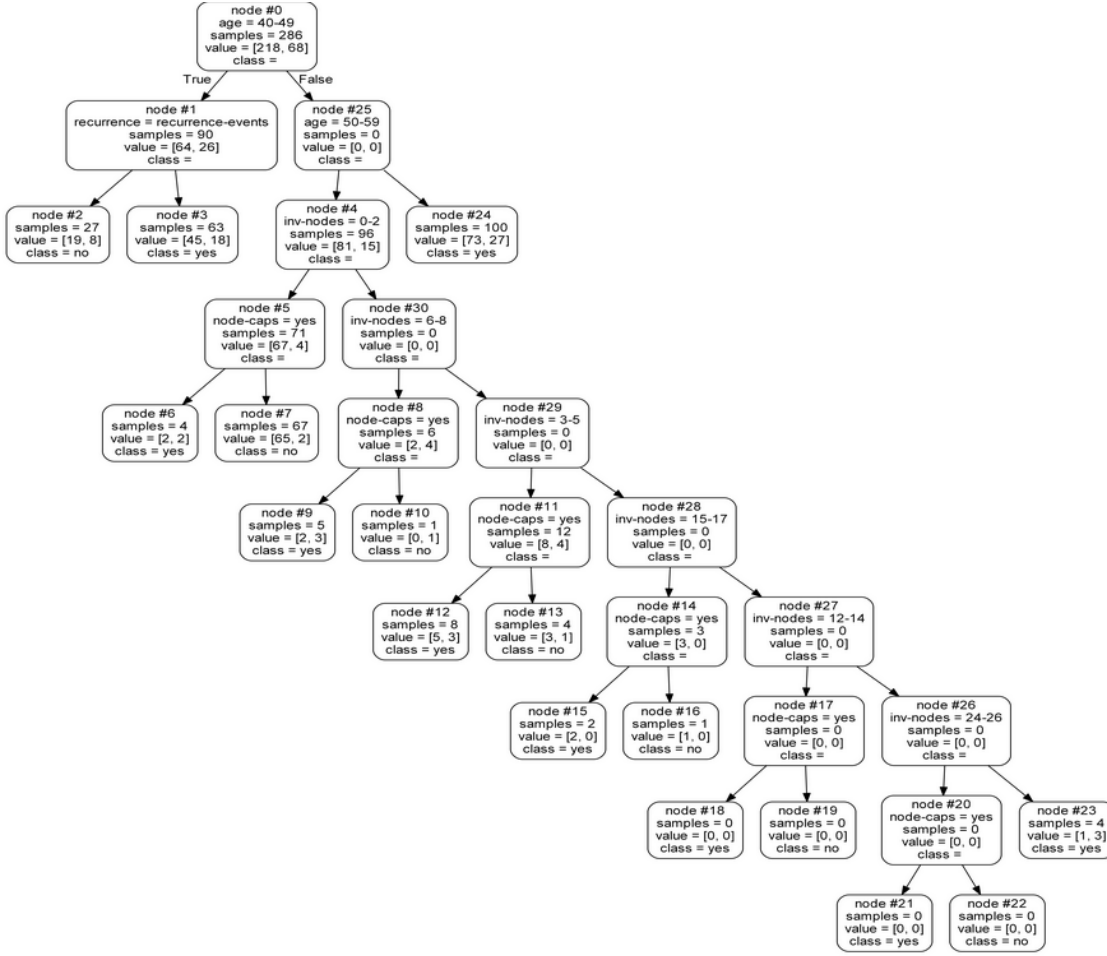 node #0
age = 40-49
samples = 286
value = [218, 68]
class =
True
False
node #1
recurrence = recurrence-events
samples = 90
value = [64, 26]
class =
node #25
age = 50-59
samples = 0
value = [0, 0]
class =
node #2
samples = 27
value = [19, 8]
class = no
node #3
samples = 63
value = [45, 18]
class = yes
node #4
inv-nodes = 0-2
samples = 96
value = [81, 15]
class =
node #24
samples = 100
value = [73, 27]
class = yes
node #5
node-caps = yes
samples = 71
value = [67, 4]
class =
node #30
inv-nodes = 6-8
samples = 0
value = [0, 0]
class =
node #6
samples = 4
value = [2, 2]
class = yes
node #7
samples = 67
value = [65, 2]
class = no
node #8
node-caps = yes
samples = 6
value = [2, 4]
class =
node #29
inv-nodes = 3-5
samples = 0
value = [0, 0]
class =
node #9
samples = 5
value = [2, 3]
class = yes
node #10
samples = 1
value = [0, 1]
class = no
node #11
node-caps = yes
samples = 12
value = [8, 4]
class =
node #28
inv-nodes = 15-17
samples = 0
value = [0, 0]
class =
node #12
samples = 8
value = [5, 3]
class = yes
node #13
samples = 4
value = [3, 1]
class = no
node #14
node-caps = yes
samples = 3
value = [3, 0]
class =
node #27
inv-nodes = 12-14
samples = 0
value = [0, 0]
class =
node #15
samples = 2
value = [2, 0]
class = yes
node #16
samples = 1
value = [1, 0]
class = no
node #17
node-caps = yes
samples = 0
value = [0, 0]
class =
node #26
inv-nodes = 24-26
samples = 0
value = [0, 0]
class =
node #18
samples = 0
value = [0, 0]
class = yes
node #19
samples = 0
value = [0, 0]
class = no
node #20
node-caps = yes
samples = 0
value = [0, 0]
class =
node #23
samples = 4
value = [1, 3]
class = yes
node #21
samples = 0
value = [0, 0]
class = yes
node #22
samples = 0
value = [0, 0]
class = no